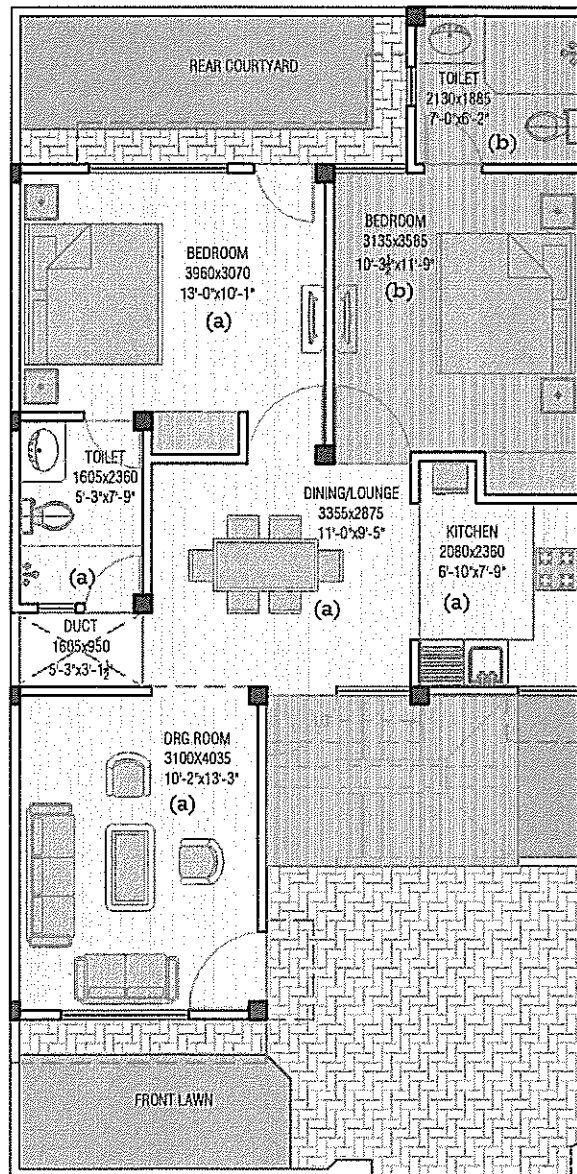 REAR COURTYARD
TOILET
2130x1885
7'-0"x6'-2"
(b)
BEDROOM
3960x3070
13'-0"x10'-1"
(a)
BEDROOM
3135x3585
10'-3½"x11'-9"
(b)
TOILET
1605x2360
5'-3"x7'-9"
(a)
DINING/LOUNGE
3355x2875
11'-0"x9'-5"
(a)
KITCHEN
2080x2360
6'-10"x7'-9"
(a)
DUCT
1605x950
5'-3"x3'-1½"
DRG.ROOM
3100X4035
10'-2"x13'-3"
(a)
FRONT LAWN